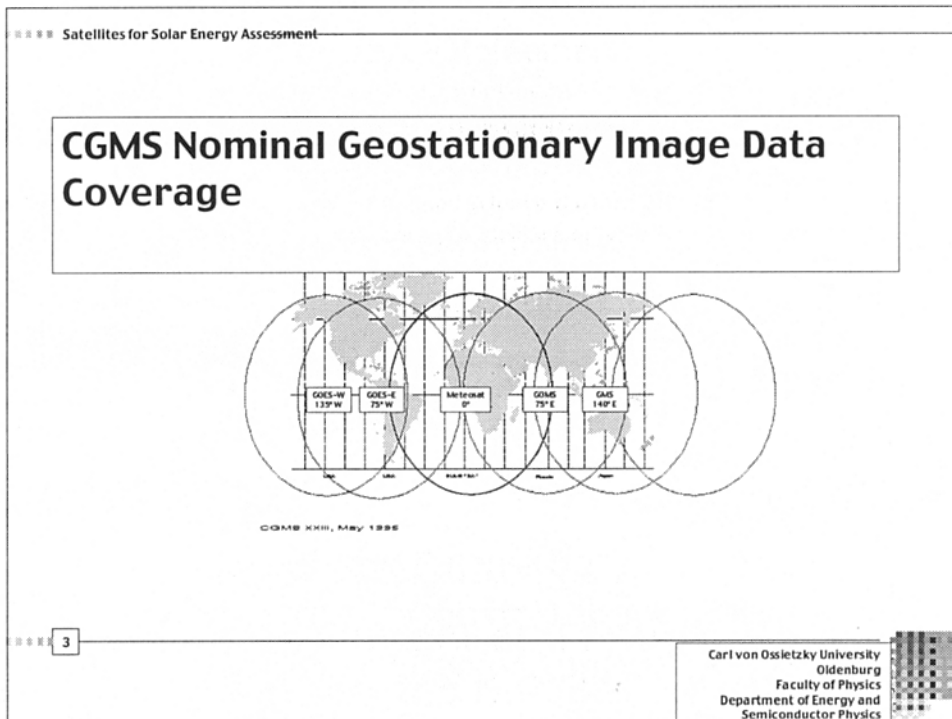 Satellites for Solar Energy Assessment
CGMS Nominal Geostationary Image Data
Coverage
GOES-W
135° W
GOES-E
75° W
Meteosat
0°
GOMS
75° E
GMS
140° E
USA
USA
Russia
Japan
CGMS XXIII, May 1995
3
Carl von Ossietzky University
Oldenburg
Faculty of Physics
Department of Energy and
Semiconductor Physics